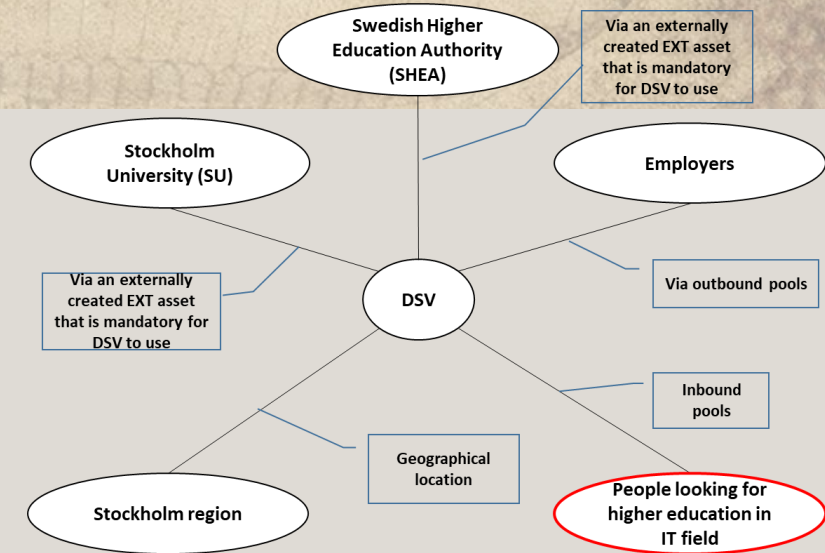 Swedish Higher
Education Authority
(SHEA)
Via an externally
created EXT asset
that is mandatory
for DSV to use
Stockholm
University (SU)
Employers
Via an externally
created EXT asset
that is mandatory for
DSV to use
DSV
Via outbound pools
Inbound
pools
Geographical
location
Stockholm region
People looking for
higher education in
IT field